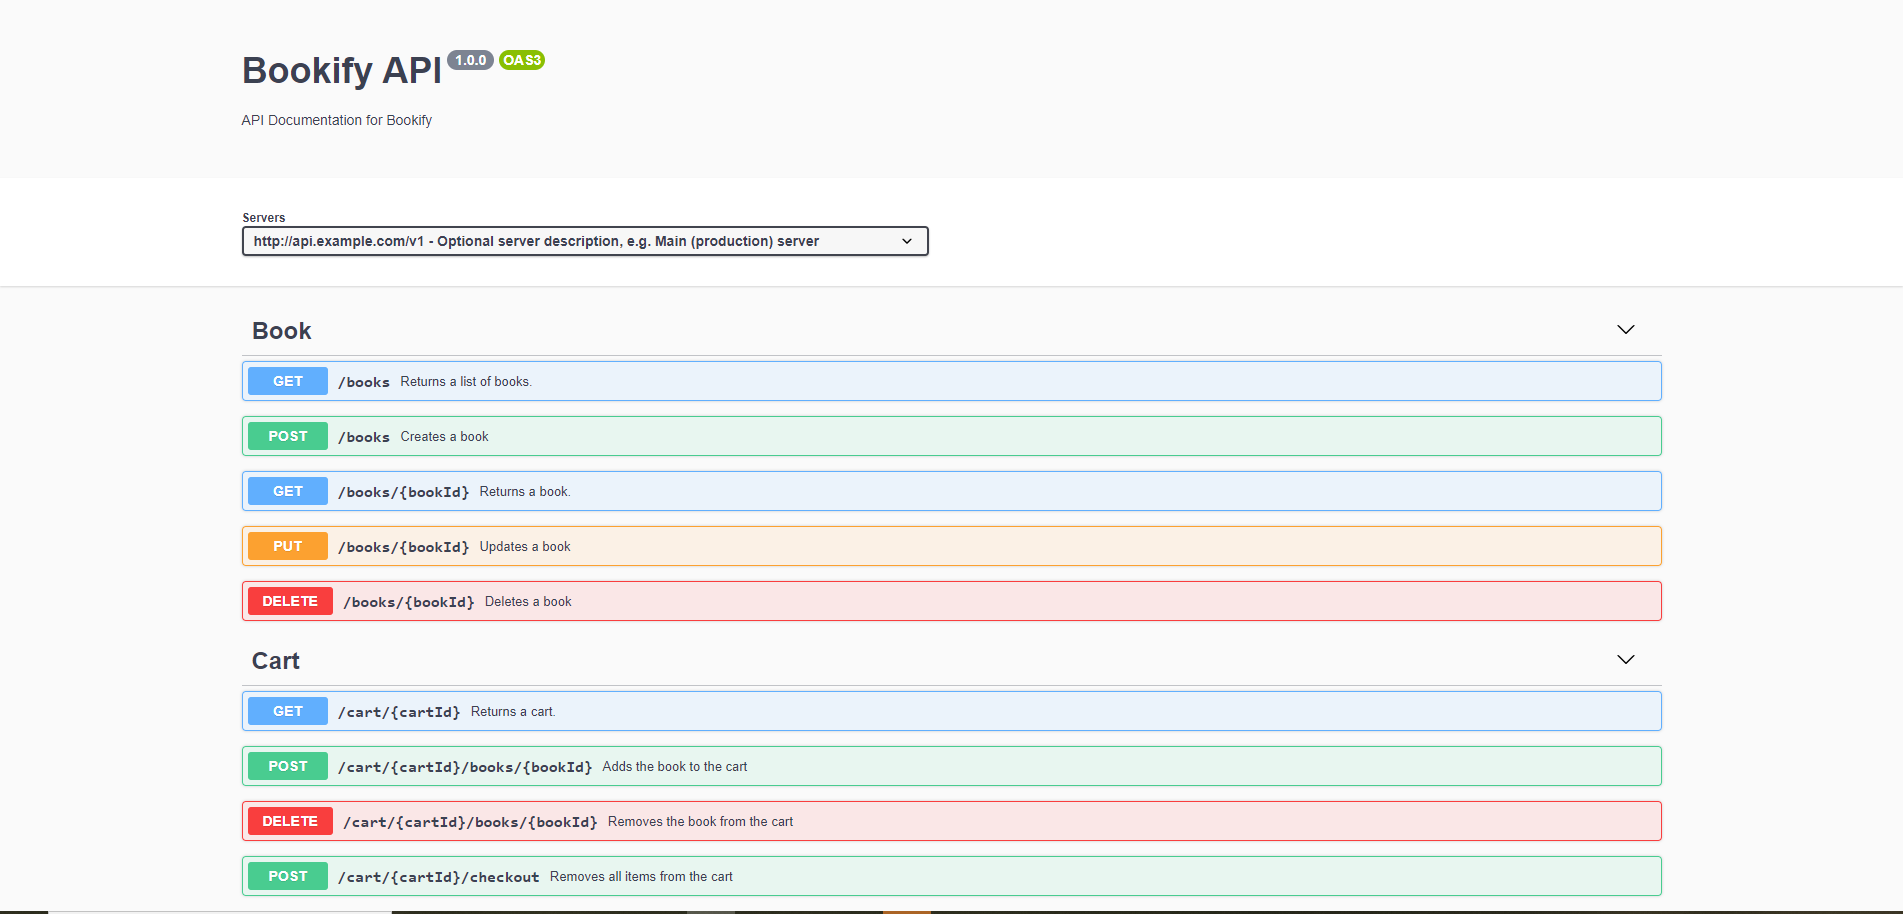 Bookify API 1.0.0 OAS3
API Documentation for Bookify
Servers
http://api.example.com/v1 - Optional server description, e.g. Main (production) server
Book
GET /books Returns a list of books.
POST /books Creates a book
GET /books/{bookId} Returns a book.
PUT /books/{bookId} Updates a book
DELETE /books/{bookId} Deletes a book
Cart
GET /cart/{cartId} Returns a cart.
POST /cart/{cartId}/books/{bookId} Adds the book to the cart
DELETE /cart/{cartId}/books/{bookId} Removes the book from the cart
POST /cart/{cartId}/checkout Removes all items from the cart